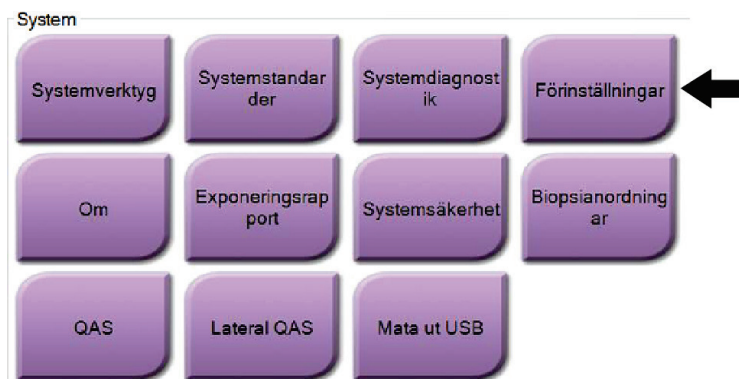 System
Systemverktyg
Systemstandar
der
Systemdiagnost
ik
Förinställningar
Om
Exponeringsrap
port
Systemsäkerhet
Biopsianordning
ar
QAS
Lateral QAS
Mata ut USB